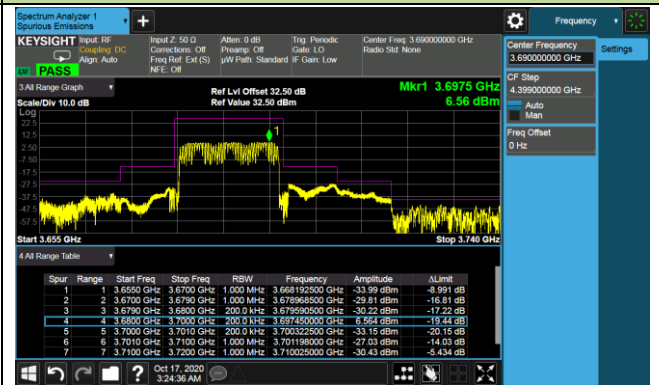 Spectrum Analyzer 1
Spurious Emissions
Frequency
KEYSIGHT
Input: RF
Coupling: DC
Align: Auto
Input Z: 50 Ω
Corrections: Off
Freq Ref: Ext (S)
NFE: Off
Atten: 0 dB
Preamp: Off
µW Path: Standard
Trig: Periodic
Gate: LO
IF Gain: Low
Center Freq: 3.690000000 GHz
Radio Std: None
LXI
PASS
Center Frequency
3.690000000 GHz
Settings
CF Step
4.399000000 GHz
Auto
Man
Freq Offset
0 Hz
3 All Range Graph
Scale/Div 10.0 dB
Ref Lvl Offset 32.50 dB
Ref Value 32.50 dBm
Mkr1 3.6975 GHz
6.56 dBm
Log
22.5
12.5
2.50
-7.50
-17.5
-27.5
-37.5
-47.5
-57.5
1
Start 3.655 GHz
Stop 3.740 GHz
4 All Range Table
Spur Range Start Freq Stop Freq RBW Frequency Amplitude ΔLimit
1 1 3.6550 GHz 3.6700 GHz 1.000 MHz 3.668192500 GHz -33.99 dBm -8.991 dB
2 2 3.6700 GHz 3.6790 GHz 1.000 MHz 3.678968500 GHz -29.81 dBm -16.81 dB
3 3 3.6790 GHz 3.6800 GHz 200.0 kHz 3.679590500 GHz -30.22 dBm -17.22 dB
4 4 3.6800 GHz 3.7000 GHz 200.0 kHz 3.697450000 GHz 6.564 dBm -19.44 dB
5 5 3.7000 GHz 3.7010 GHz 200.0 kHz 3.700322500 GHz -33.15 dBm -20.15 dB
6 6 3.7010 GHz 3.7100 GHz 1.000 MHz 3.701198000 GHz -27.03 dBm -14.03 dB
7 7 3.7100 GHz 3.7200 GHz 1.000 MHz 3.710025000 GHz -30.43 dBm -5.434 dB
Oct 17, 2020
3:24:36 AM